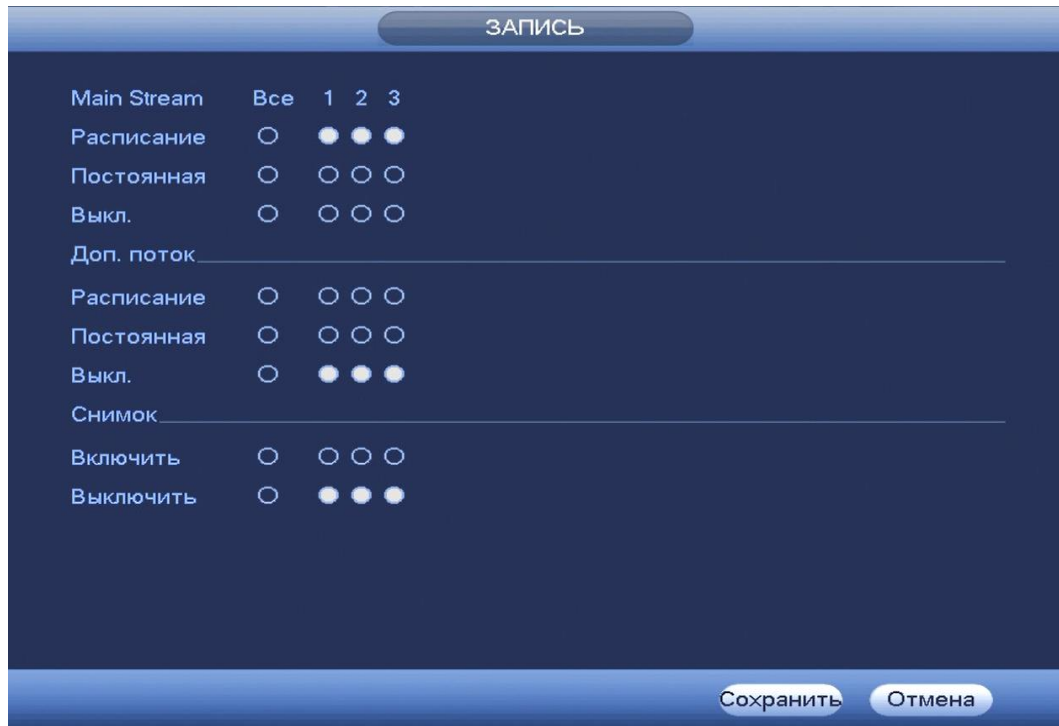 ЗАПИСЬ
Main Stream Все 1 2 3
Расписание
Постоянная
Выкл.
Доп. поток
Расписание
Постоянная
Выкл.
Снимок
Включить
Выключить
Сохранить Отмена